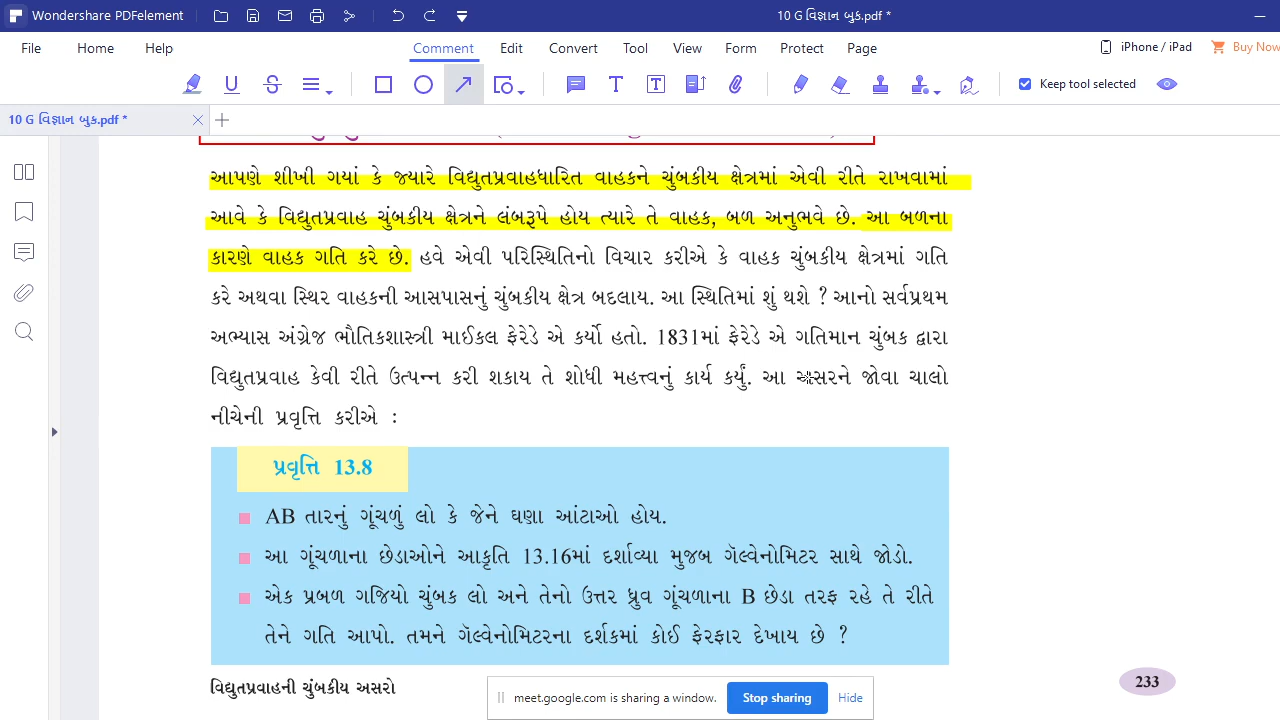 Wondershare PDFelement
10 G વિજ્ઞાન બુક.pdf *
File Home Help Comment Edit Convert Tool View Form Protect Page iPhone / iPad Buy Now
Keep tool selected
10 G વિજ્ઞાન બુક.pdf *
આપણે શીખી ગયાં કે જ્યારે વિદ્યુતપ્રવાહધારિત વાહકને ચુંબકીય ક્ષેત્રમાં એવી રીતે રાખવામાં
આવે કે વિદ્યુતપ્રવાહ ચુંબકીય ક્ષેત્રને લંબરૂપે હોય ત્યારે તે વાહક, બળ અનુભવે છે. આ બળના
કારણે વાહક ગતિ કરે છે. હવે એવી પરિસ્થિતિનો વિચાર કરીએ કે વાહક ચુંબકીય ક્ષેત્રમાં ગતિ
કરે અથવા સ્થિર વાહકની આસપાસનું ચુંબકીય ક્ષેત્ર બદલાય. આ સ્થિતિમાં શું થશે ? આનો સર્વપ્રથમ
અભ્યાસ અંગ્રેજ ભૌતિકશાસ્ત્રી માઈકલ ફેરેડે એ કર્યો હતો. 1831માં ફેરેડે એ ગતિમાન ચુંબક દ્વારા
વિદ્યુતપ્રવાહ કેવી રીતે ઉત્પન્ન કરી શકાય તે શોધી મહત્ત્વનું કાર્ય કર્યું. આ અસરને જોવા ચાલો
નીચેની પ્રવૃત્તિ કરીએ :
પ્રવૃત્તિ 13.8
AB તારનું ગૂંચળું લો કે જેને ઘણા આંટાઓ હોય.
આ ગૂંચળાના છેડાઓને આકૃતિ 13.16માં દર્શાવ્યા મુજબ ગૅલ્વેનોમિટર સાથે જોડો.
એક પ્રબળ ગજિયો ચુંબક લો અને તેનો ઉત્તર ધ્રુવ ગૂંચળાના B છેડા તરફ રહે તે રીતે
તેને ગતિ આપો. તમને ગૅલ્વેનોમિટરના દર્શકમાં કોઈ ફેરફાર દેખાય છે ?
વિદ્યુતપ્રવાહની ચુંબકીય અસરો
233
meet.google.com is sharing a window. Stop sharing Hide